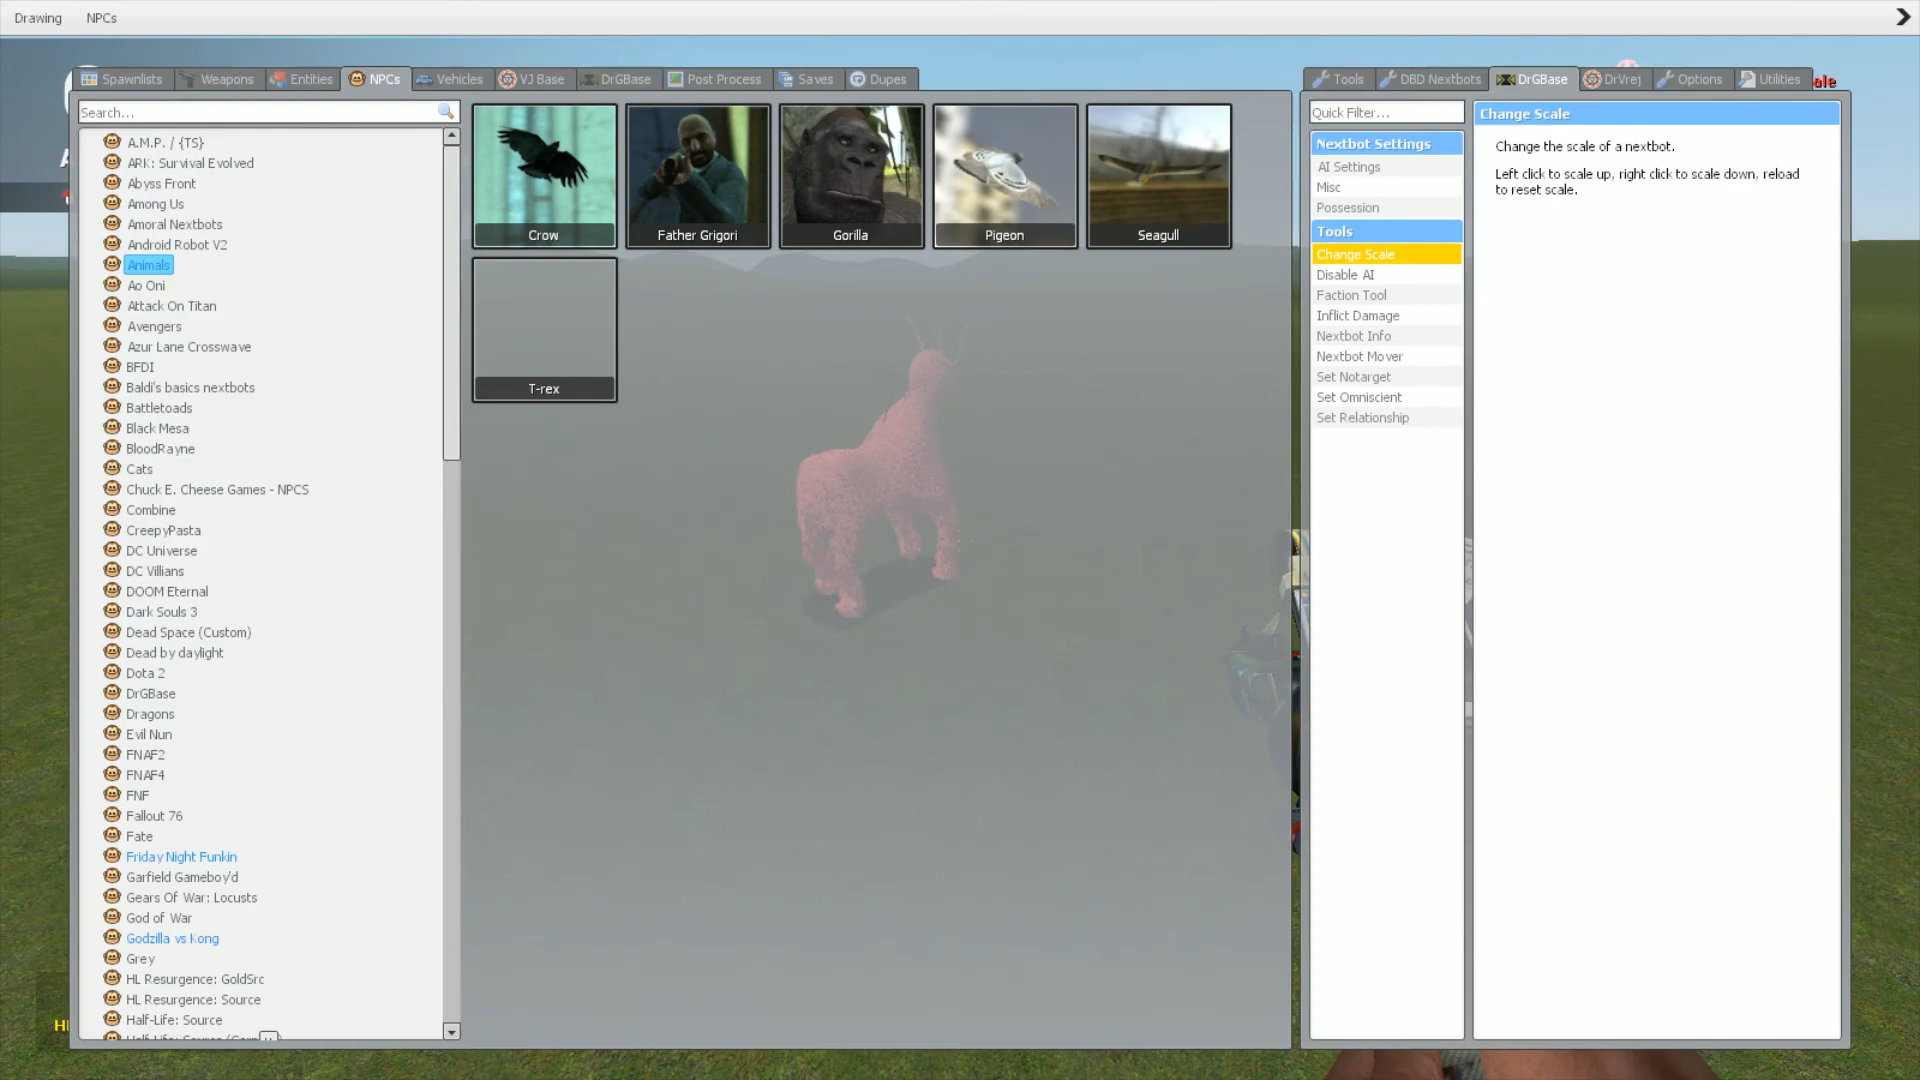 Drawing NPCs
Spawnlists Weapons Entities NPCs Vehicles VJ Base DrGBase Post Process Saves Dupes
Search...
A.M.P. / {TS}
ARK: Survival Evolved
Abyss Front
Among Us
Amoral Nextbots
Android Robot V2
Animals
Ao Oni
Attack On Titan
Avengers
Azur Lane Crosswave
BFDI
Baldi's basics nextbots
Battletoads
Black Mesa
BloodRayne
Cats
Chuck E. Cheese Games - NPCS
Combine
CreepyPasta
DC Universe
DC Villians
DOOM Eternal
Dark Souls 3
Dead Space (Custom)
Dead by daylight
Dota 2
DrGBase
Dragons
Evil Nun
FNAF2
FNAF4
FNF
Fallout 76
Fate
Friday Night Funkin
Garfield Gameboy'd
Gears Of War: Locusts
God of War
Godzilla vs Kong
Grey
HL Resurgence: GoldSrc
HL Resurgence: Source
Half-Life: Source
Crow
Father Grigori
Gorilla
Pigeon
Seagull
T-rex
Tools DBD Nextbots DrGBase DrVrej Options Utilities
ale
Quick Filter...
Nextbot Settings
AI Settings
Misc
Possession
Tools
Change Scale
Disable AI
Faction Tool
Inflict Damage
Nextbot Info
Nextbot Mover
Set Notarget
Set Omniscient
Set Relationship
Change Scale
Change the scale of a nextbot.
Left click to scale up, right click to scale down, reload
to reset scale.